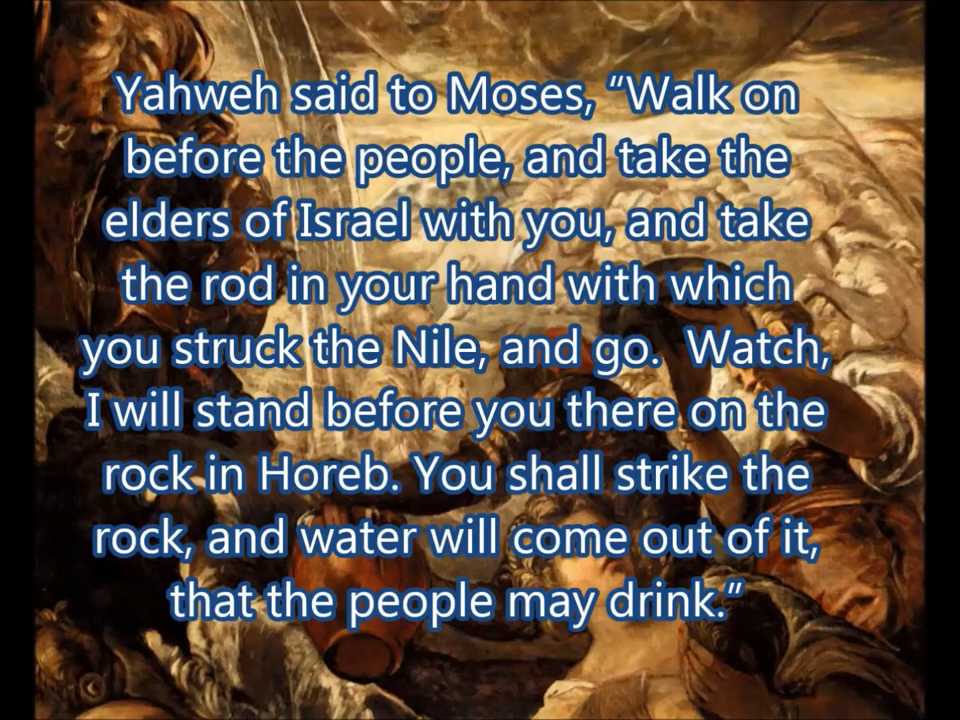 Yahweh said to Moses, “Walk on
before the people, and take the
elders of Israel with you, and take
the rod in your hand with which
you struck the Nile, and go.  Watch,
I will stand before you there on the
rock in Horeb. You shall strike the
rock, and water will come out of it,
that the people may drink.”